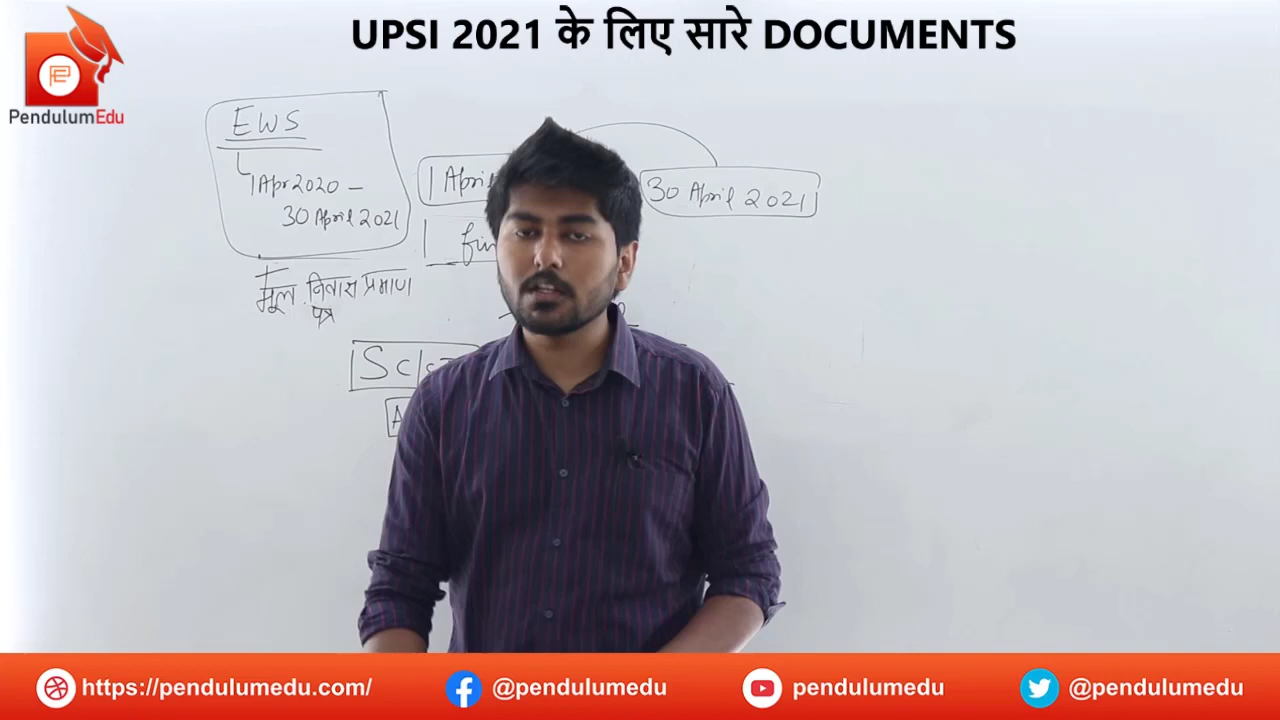 UPSI 2021 के लिए सारे DOCUMENTS
PendulumEdu
EWS
1 Apr 2020 –
30 April 2021
1 April
30 April 2021
मूल निवास प्रमाण
पत्र
SC/
https://pendulumedu.com/
@pendulumedu
pendulumedu
@pendulumedu